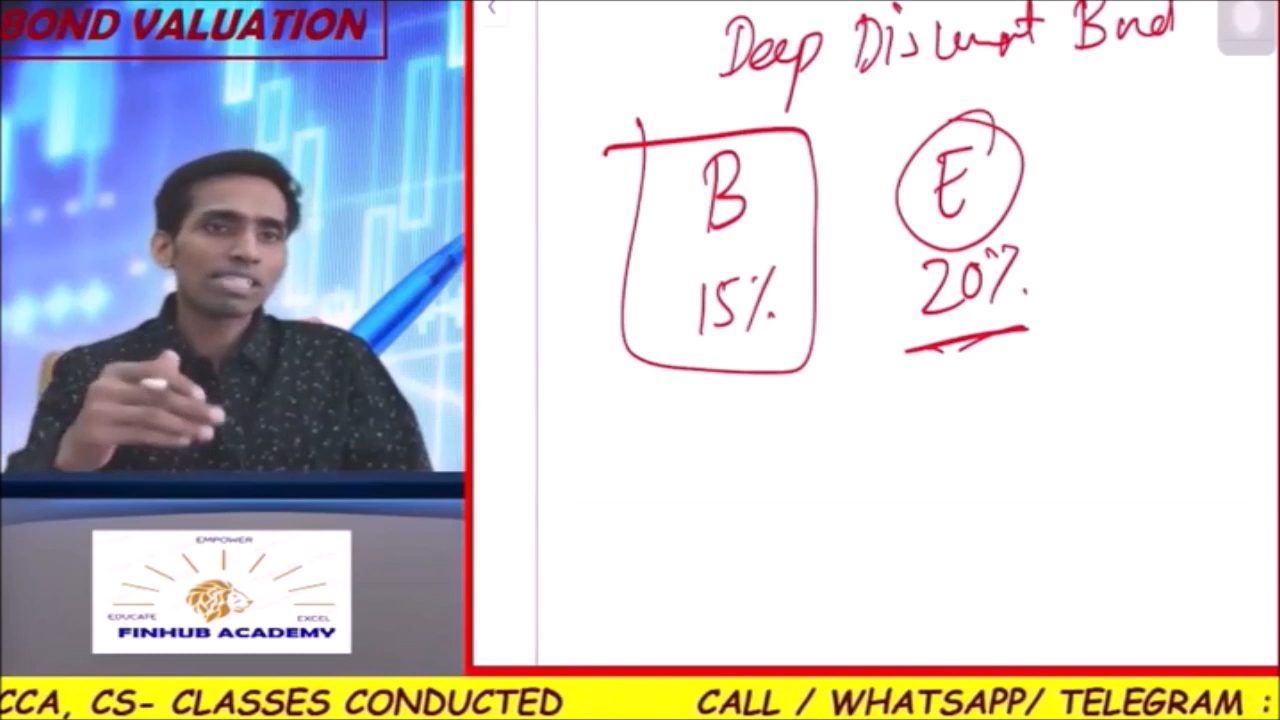 BOND VALUATION
Deep Discount Bond
B
E
15%
20%.
EMPOWER
EDUCATE
EXCEL
FINHUB ACADEMY
CCA, CS- CLASSES CONDUCTED
CALL / WHATSAPP/ TELEGRAM :